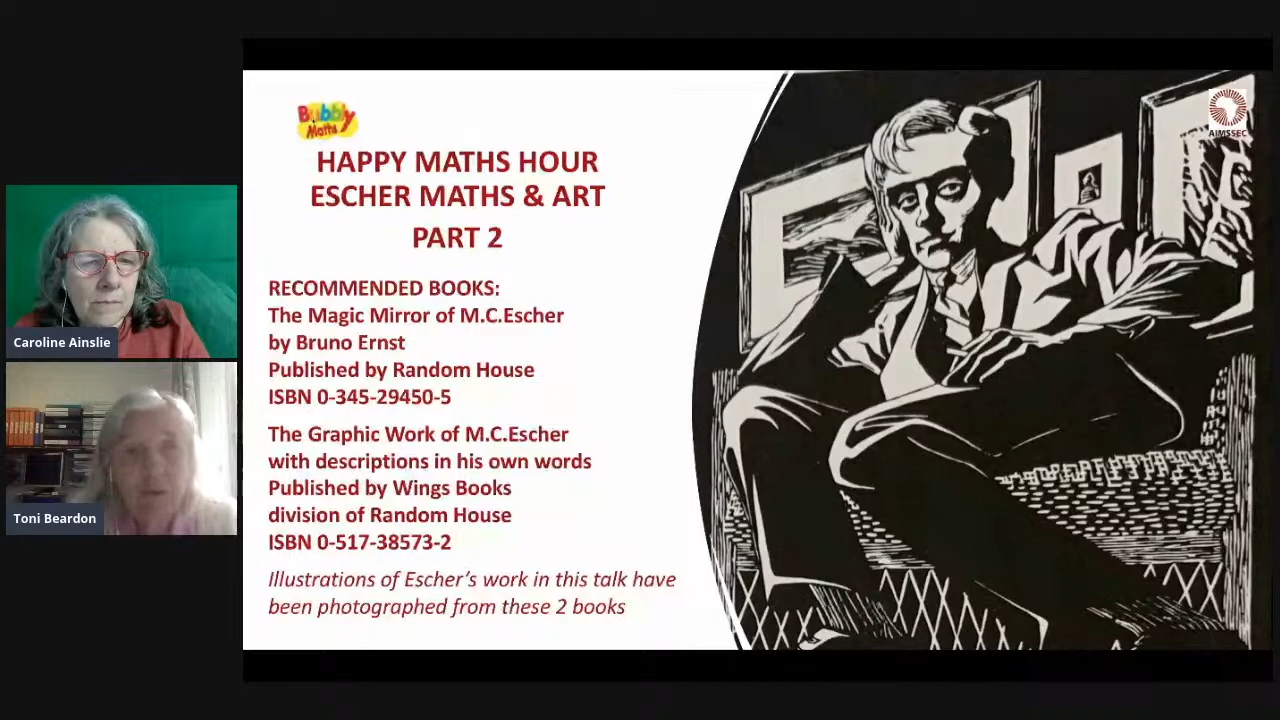 Bubbly
Maths
HAPPY MATHS HOUR
ESCHER MATHS & ART
PART 2
RECOMMENDED BOOKS:
The Magic Mirror of M.C.Escher
by Bruno Ernst
Published by Random House
ISBN 0-345-29450-5
The Graphic Work of M.C.Escher
with descriptions in his own words
Published by Wings Books
division of Random House
ISBN 0-517-38573-2
Illustrations of Escher's work in this talk have
been photographed from these 2 books
AIMSSEC
Caroline Ainslie
Toni Beardon